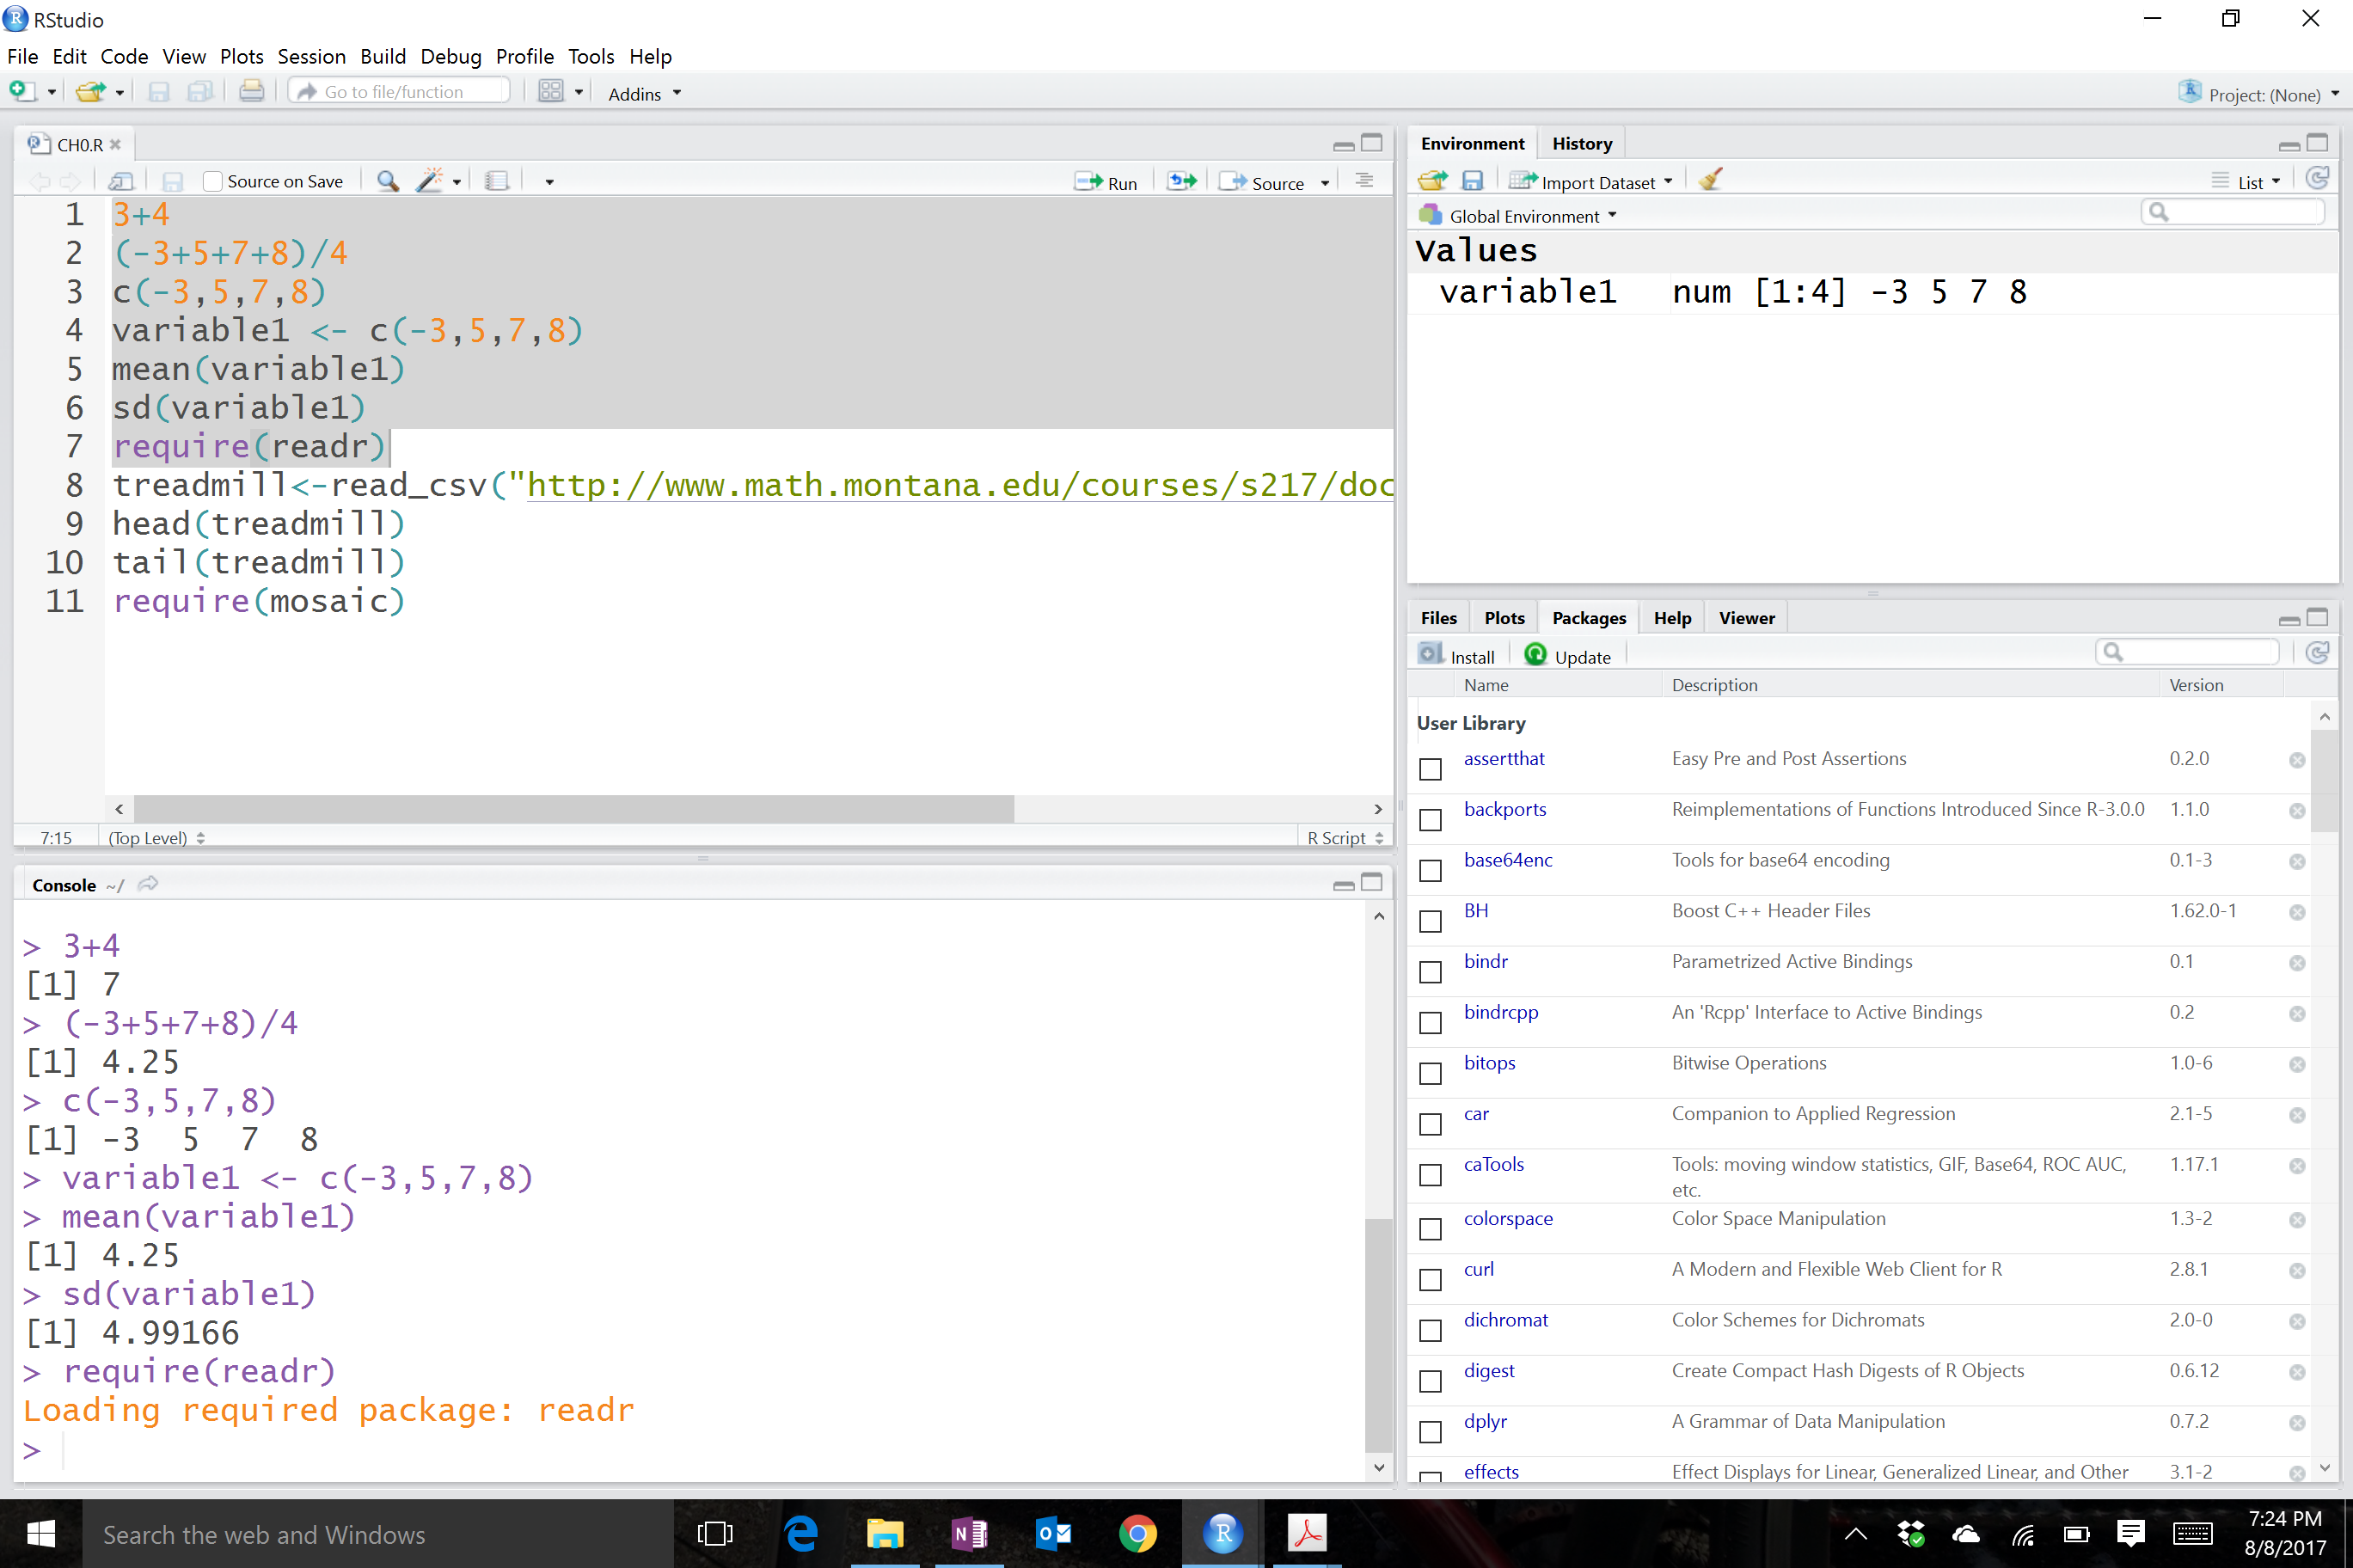 RStudio
File Edit Code View Plots Session Build Debug Profile Tools Help
Go to file/function
Addins
Project: (None)
CH0.R
Source on Save
Run
Source
1 3+4
2 (-3+5+7+8)/4
3 c(-3,5,7,8)
4 variable1 <- c(-3,5,7,8)
5 mean(variable1)
6 sd(variable1)
7 require(readr)
8 treadmill<-read_csv("http://www.math.montana.edu/courses/s217/doc
9 head(treadmill)
10 tail(treadmill)
11 require(mosaic)
7:15 (Top Level) R Script
Console ~/
> 3+4
[1] 7
> (-3+5+7+8)/4
[1] 4.25
> c(-3,5,7,8)
[1] -3 5 7 8
> variable1 <- c(-3,5,7,8)
> mean(variable1)
[1] 4.25
> sd(variable1)
[1] 4.99166
> require(readr)
Loading required package: readr
>
Environment History
Import Dataset List
Global Environment
Values
variable1 num [1:4] -3 5 7 8
Files Plots Packages Help Viewer
Install Update
Name Description Version
User Library
assertthat Easy Pre and Post Assertions 0.2.0
backports Reimplementations of Functions Introduced Since R-3.0.0 1.1.0
base64enc Tools for base64 encoding 0.1-3
BH Boost C++ Header Files 1.62.0-1
bindr Parametrized Active Bindings 0.1
bindrcpp An 'Rcpp' Interface to Active Bindings 0.2
bitops Bitwise Operations 1.0-6
car Companion to Applied Regression 2.1-5
caTools Tools: moving window statistics, GIF, Base64, ROC AUC, 1.17.1
etc.
colorspace Color Space Manipulation 1.3-2
curl A Modern and Flexible Web Client for R 2.8.1
dichromat Color Schemes for Dichromats 2.0-0
digest Create Compact Hash Digests of R Objects 0.6.12
dplyr A Grammar of Data Manipulation 0.7.2
effects Effect Displays for Linear, Generalized Linear, and Other 3.1-2
Search the web and Windows
7:24 PM
8/8/2017